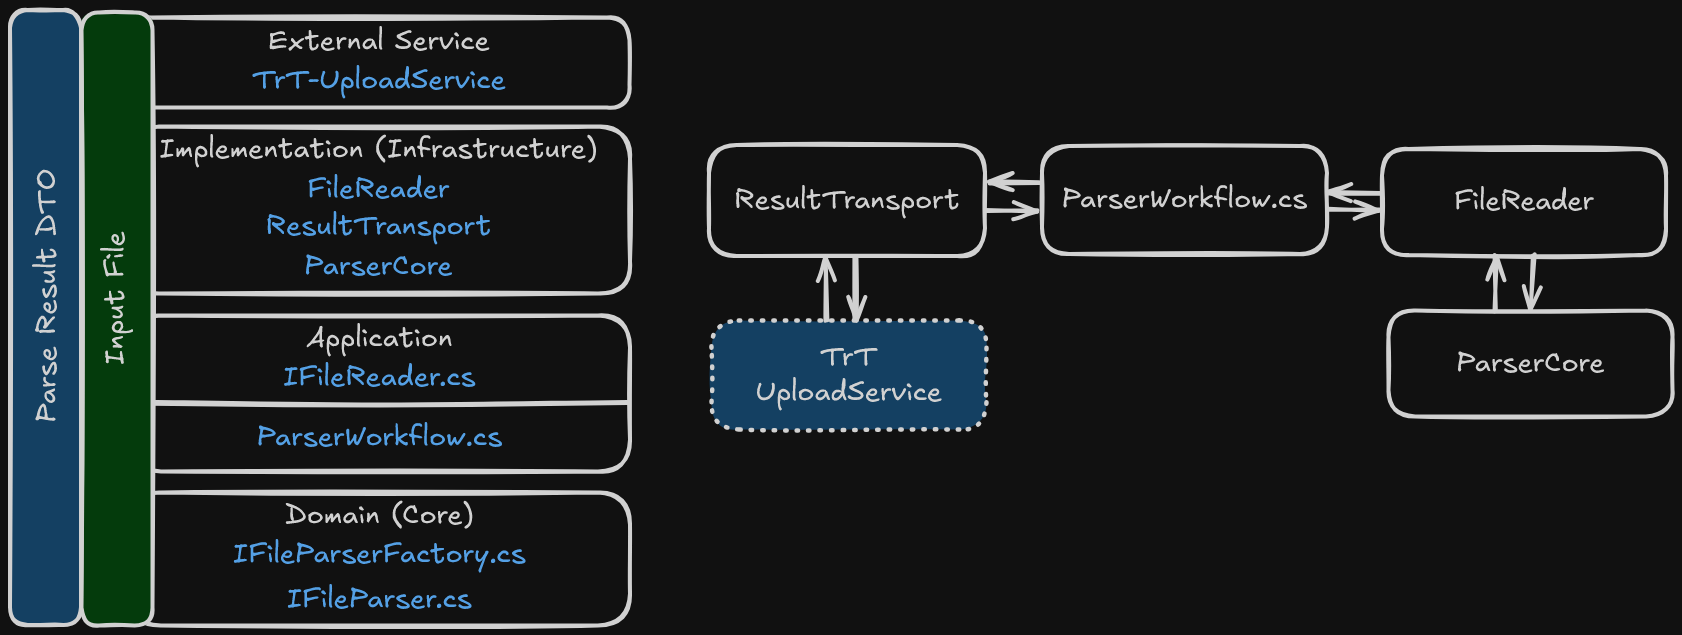 Parse Result DTO
Input File
External Service
TrT-UploadService
Implementation (Infrastructure)
FileReader
ResultTransport
ParserCore
Application
IFileReader.cs
ParserWorkflow.cs
Domain (Core)
IFileParserFactory.cs
IFileParser.cs
ResultTransport
ParserWorkflow.cs
FileReader
TrT
UploadService
ParserCore